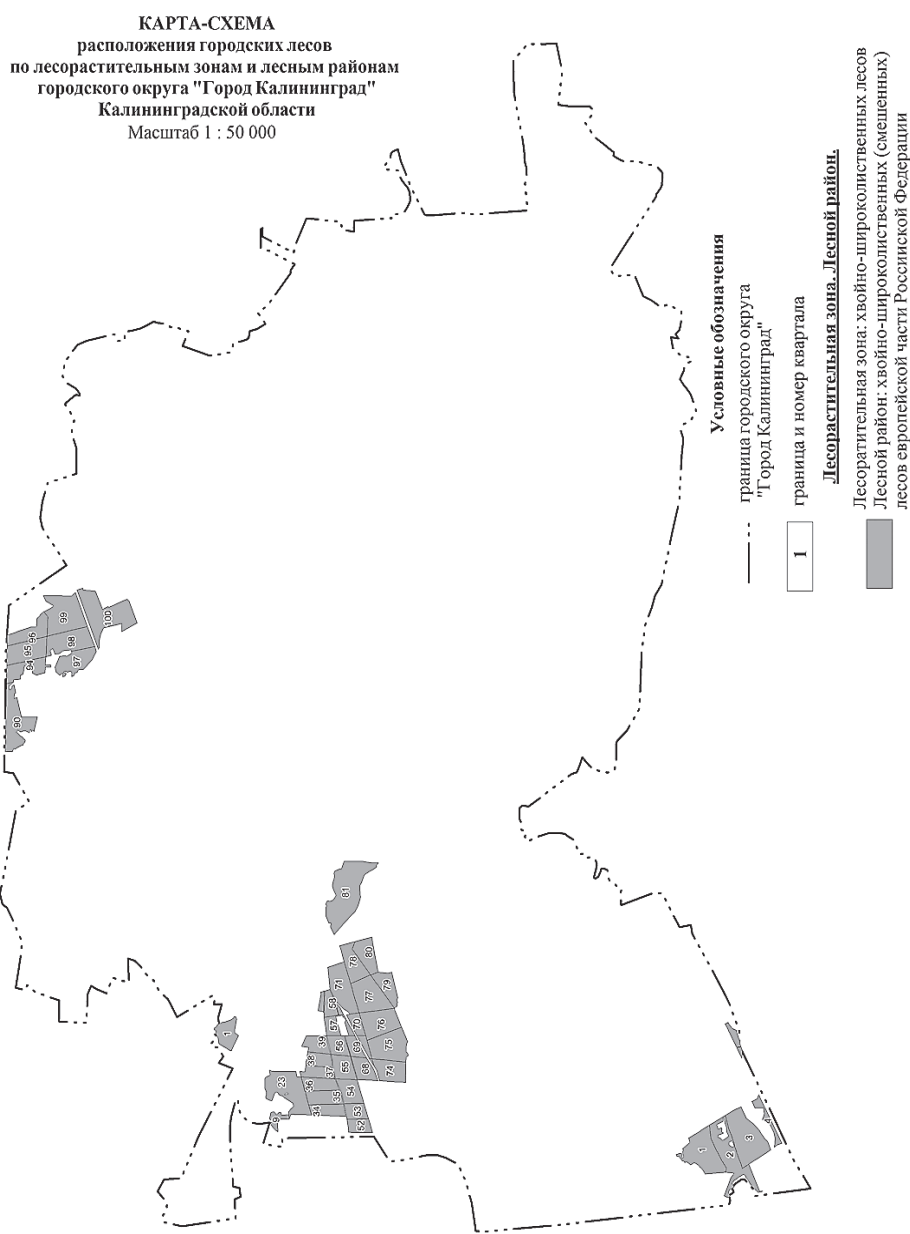 КАРТА-СХЕМА
расположения городских лесов
по лесорастительным зонам и лесным районам
городского округа "Город Калининград"
Калининградской области
Масштаб 1 : 50 000
90
94
95
96
97
98
99
100
81
1
9
23
34
35
36
37
38
39
52
53
54
55
56
57
58
68
69
70
71
74
75
76
77
78
79
80
1
2
3
4
Условные обозначения
граница городского округа
"Город Калининград"
1
граница и номер квартала
Лесорастительная зона. Лесной район.
Лесоратительная зона: хвойно-широколиственных лесов
Лесной район: хвойно-широколиственных (смешенных)
лесов европейской части Россииской Федерации